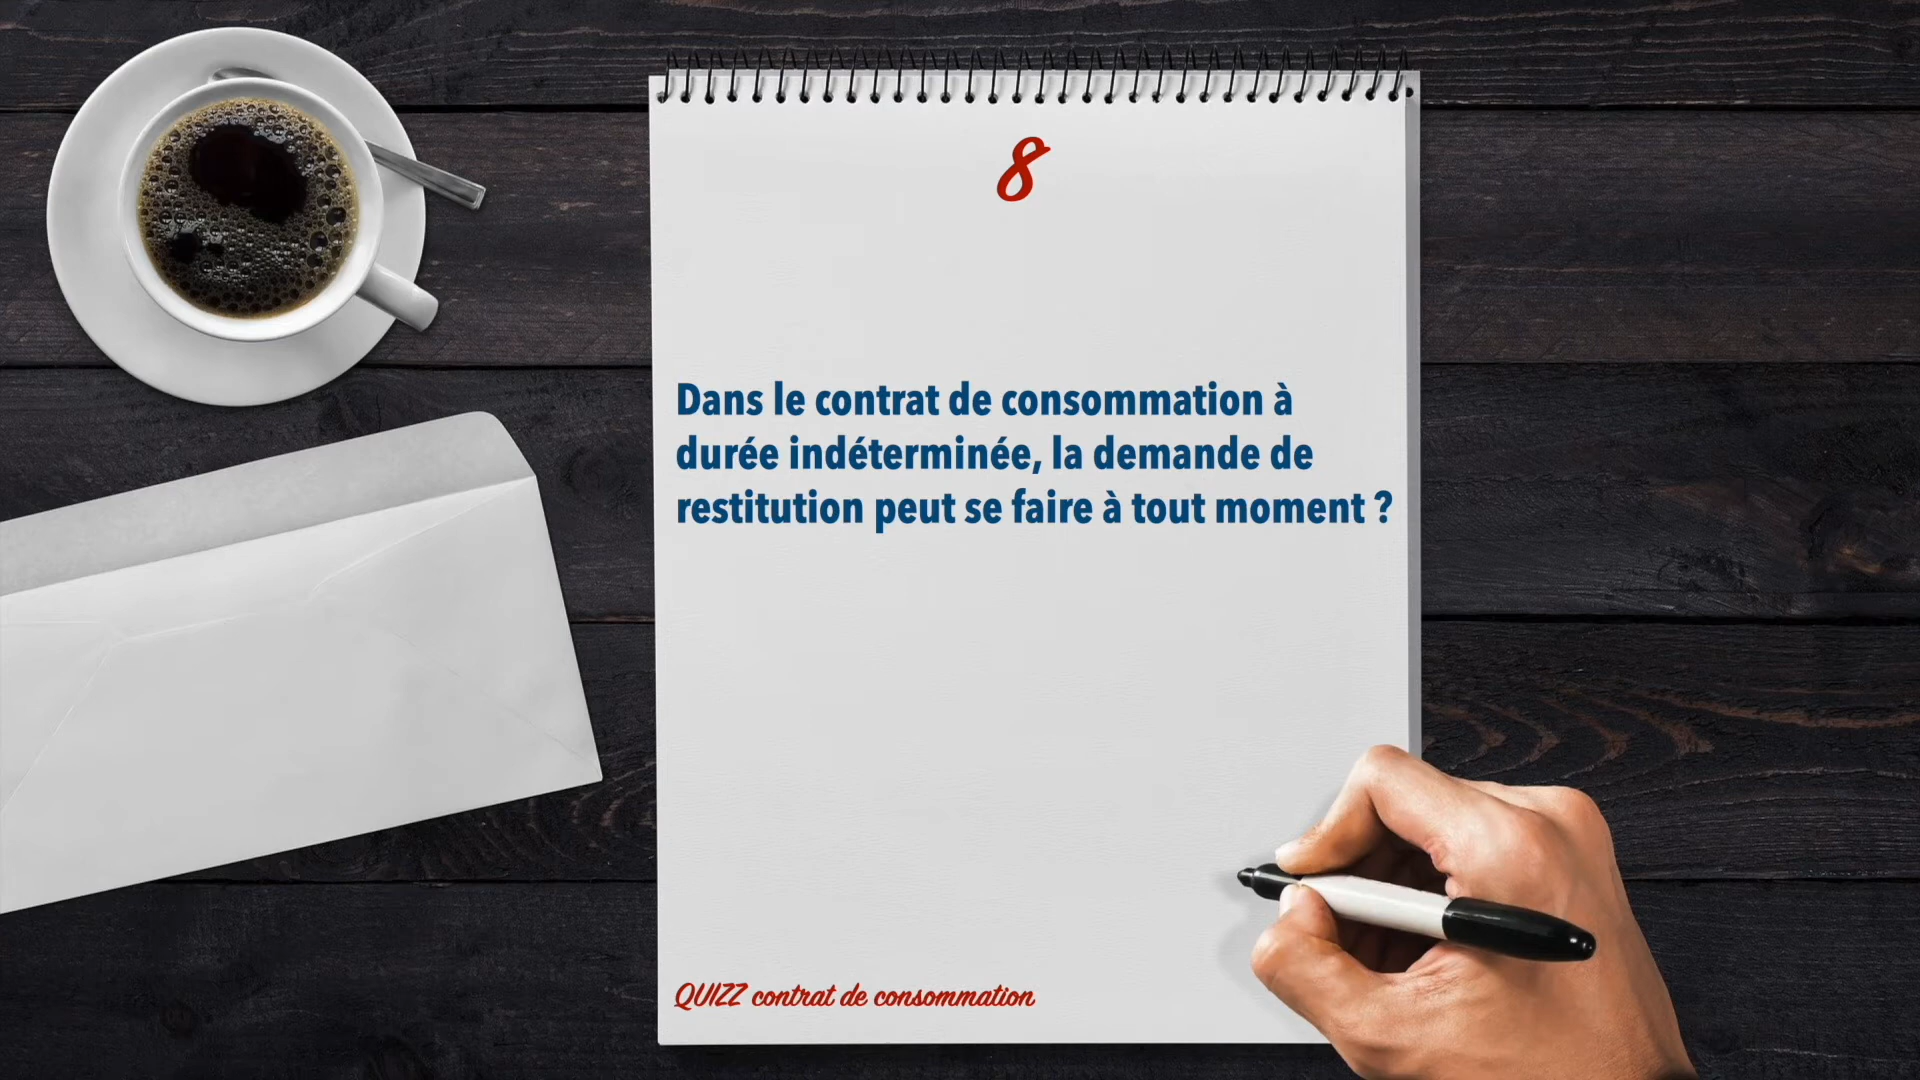 8
Dans le contrat de consommation à
durée indéterminée, la demande de
restitution peut se faire à tout moment ?
QUIZZ contrat de consommation